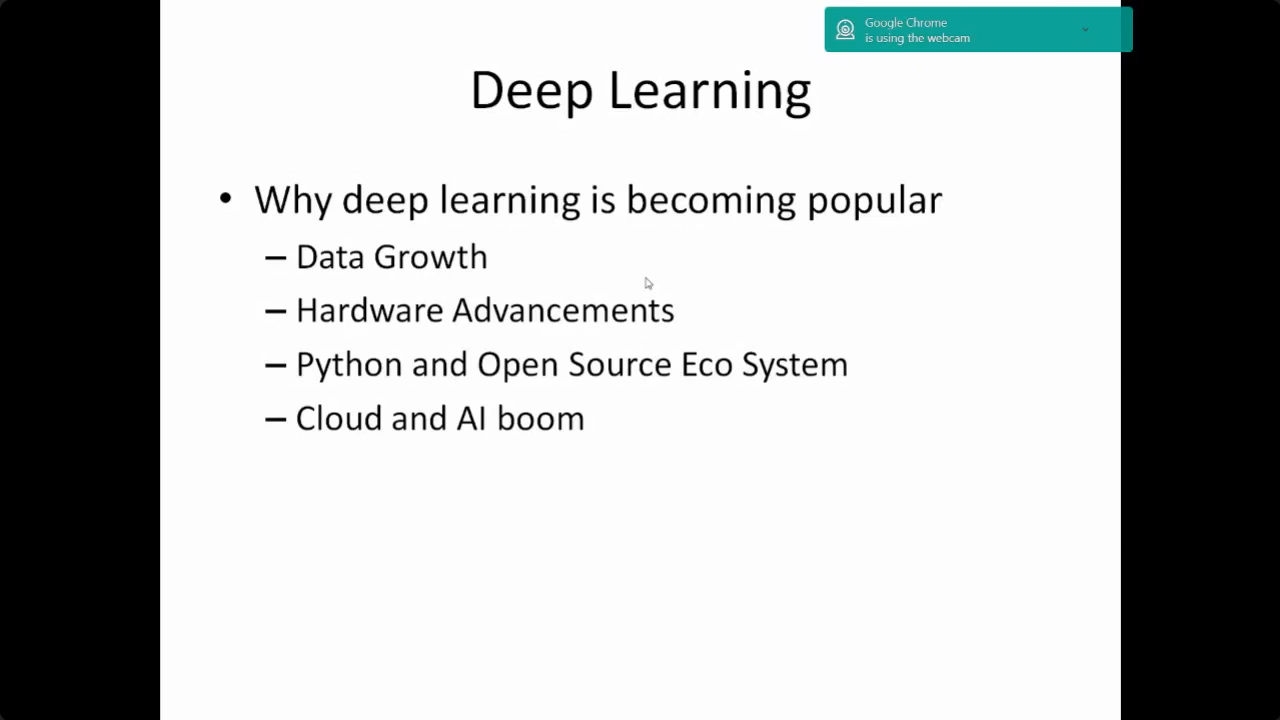 Google Chrome
is using the webcam
Deep Learning
• Why deep learning is becoming popular
– Data Growth
– Hardware Advancements
– Python and Open Source Eco System
– Cloud and AI boom